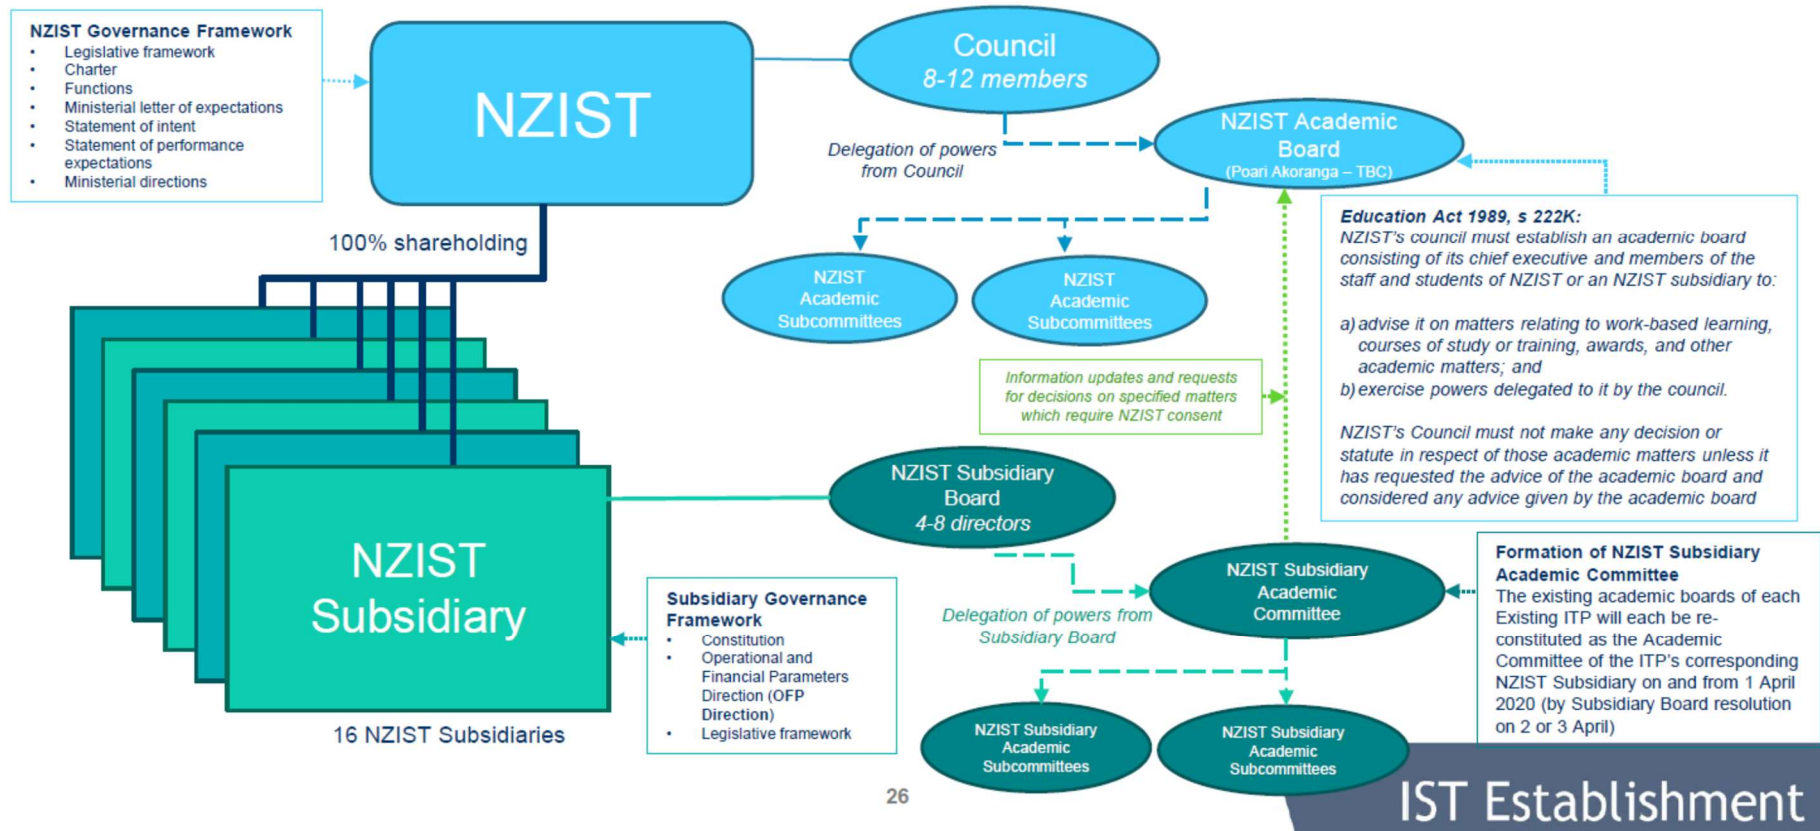 NZIST Governance Framework
• Legislative framework
• Charter
• Functions
• Ministerial letter of expectations
• Statement of intent
• Statement of performance
expectations
• Ministerial directions
NZIST
Council
8-12 members
Delegation of powers
from Council
NZIST Academic
Board
(Poari Akoranga – TBC)
100% shareholding
NZIST
Academic
Subcommittees
NZIST
Academic
Subcommittees
Education Act 1989, s 222K:
NZIST's council must establish an academic board
consisting of its chief executive and members of the
staff and students of NZIST or an NZIST subsidiary to:
a) advise it on matters relating to work-based learning,
courses of study or training, awards, and other
academic matters; and
b) exercise powers delegated to it by the council.
NZIST's Council must not make any decision or
statute in respect of those academic matters unless it
has requested the advice of the academic board and
considered any advice given by the academic board
Information updates and requests
for decisions on specified matters
which require NZIST consent
NZIST Subsidiary
Board
4-8 directors
NZIST
Subsidiary
16 NZIST Subsidiaries
Subsidiary Governance
Framework
• Constitution
• Operational and
Financial Parameters
Direction (OFP
Direction)
• Legislative framework
Delegation of powers from
Subsidiary Board
NZIST Subsidiary
Academic
Committee
Formation of NZIST Subsidiary
Academic Committee
The existing academic boards of each
Existing ITP will each be re-
constituted as the Academic
Committee of the ITP's corresponding
NZIST Subsidiary on and from 1 April
2020 (by Subsidiary Board resolution
on 2 or 3 April)
NZIST Subsidiary
Academic
Subcommittees
NZIST Subsidiary
Academic
Subcommittees
26
IST Establishment